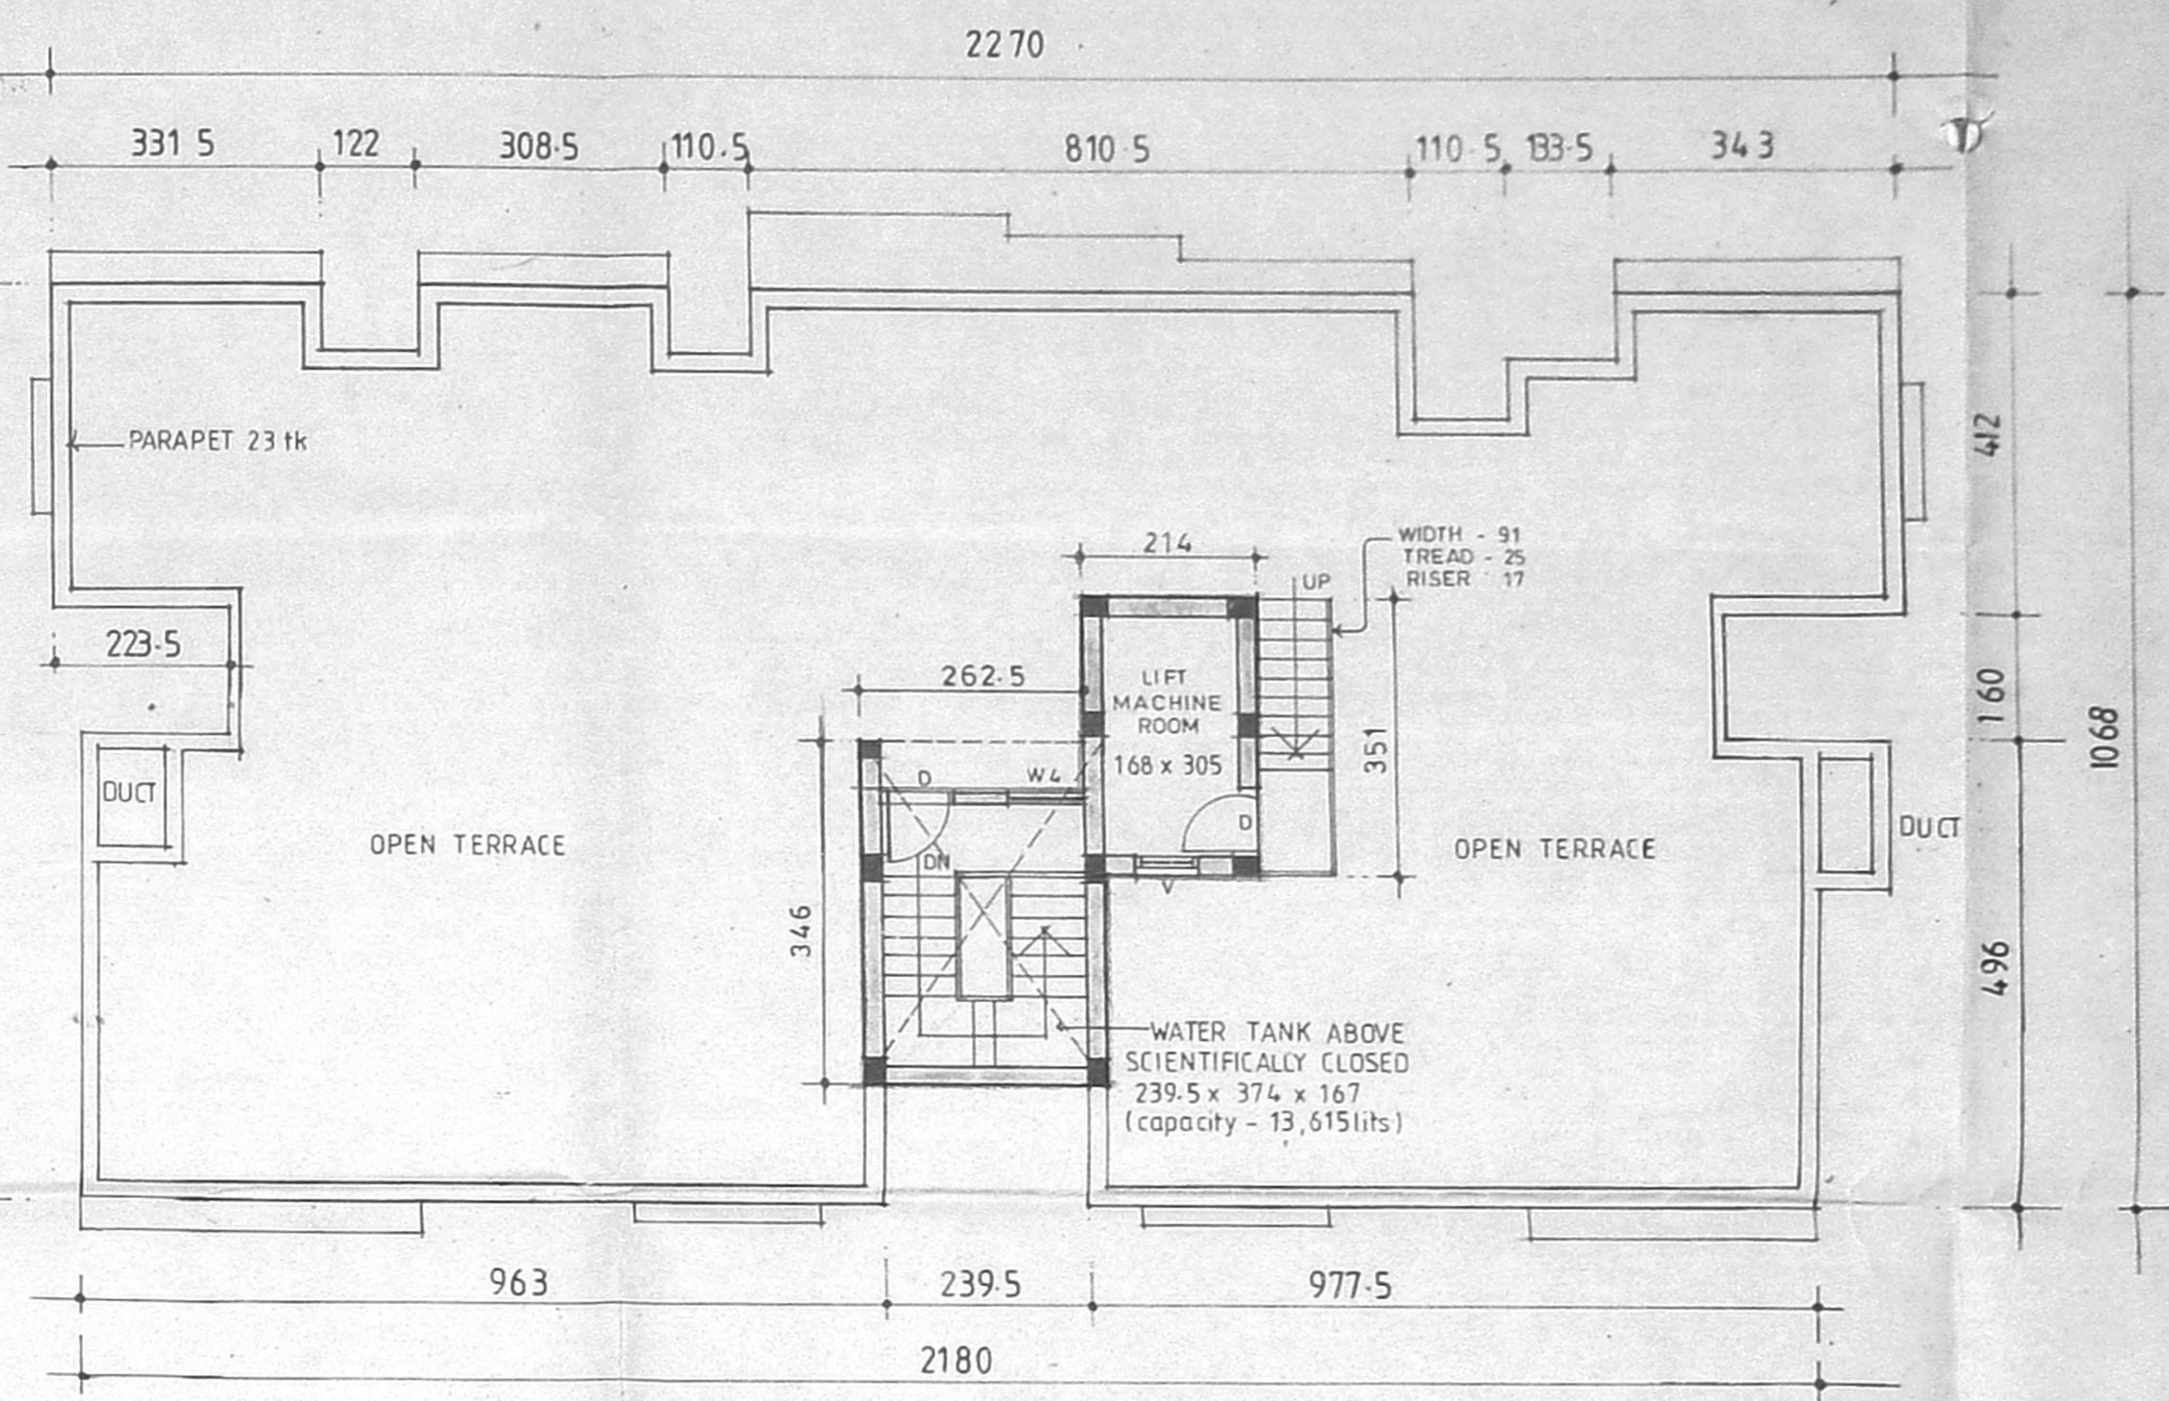 2270
331 5 122 308.5 110.5 810 5 110.5 133.5 343
PARAPET 23 tk
412
WIDTH - 91
TREAD - 25
RISER 17
214
UP
223.5
262.5
LIFT
MACHINE
ROOM
168 x 305
351
160
1068
DUCT
D
W4
D
DUCT
OPEN TERRACE
DN
V
OPEN TERRACE
346
496
WATER TANK ABOVE
SCIENTIFICALLY CLOSED
239.5 x 374 x 167
(capacity - 13,615 lits)
963 239.5 977.5
2180